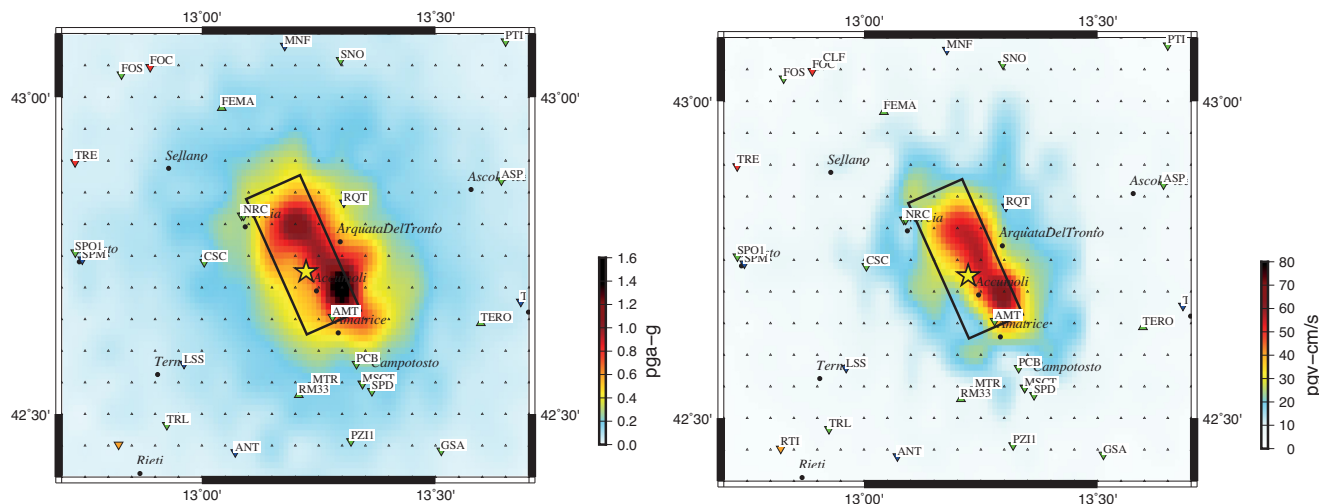 13˚00' 13˚30'
MNF PTI
SNO
FOC
FOS
43˚00' 43˚00'
FEMA
TRE
Sellano
ASP
RQT
NRC
ArquataDelTronto
SPO1
SPM
CSC
Accumoli
AMT
Amatrice
TERO
PCB
Campotosto
LSS
MTR
MSCT
RM33
SPD
42˚30' 42˚30'
TRL
ANT
PZI1
GSA
Rieti
13˚00' 13˚30'
1.6
1.4
1.2
1.0
0.8
0.6
0.4
0.2
0.0
pga-g
13˚00' 13˚30'
MNF PTI
SNO
CLF
FOC
FOS
43˚00' 43˚00'
FEMA
TRE
Sellano
ASP
RQT
NRC
ArquataDelTronto
SPO1
SPM
CSC
Accumoli
AMT
Amatrice
TERO
PCB
Campotosto
LSS
MTR
MSCT
RM33
SPD
42˚30' 42˚30'
TRL
RTI
ANT
PZI1
GSA
Rieti
13˚00' 13˚30'
80
70
60
50
40
30
20
10
0
pgv-cm/s